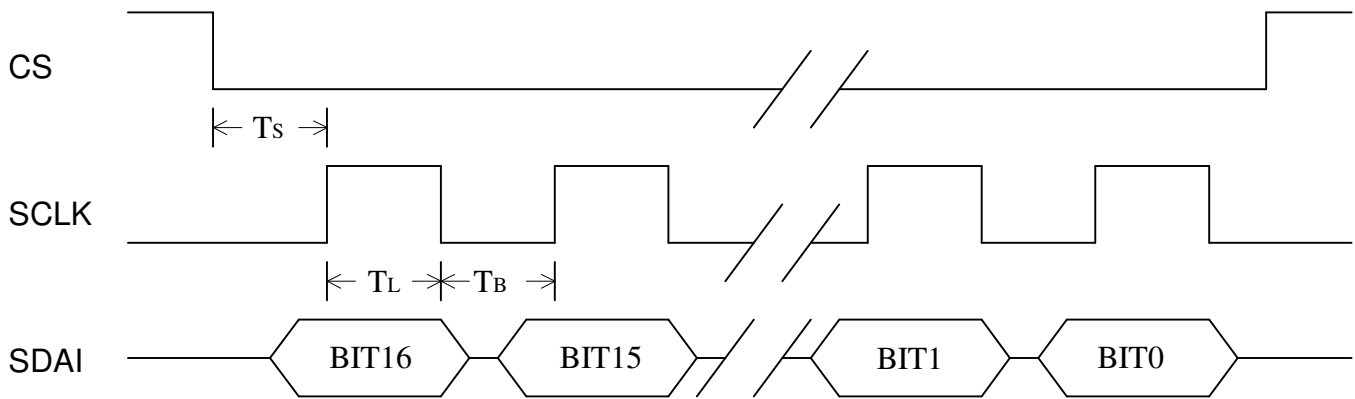 CS
TS
SCLK
TL TB
SDAI BIT16 BIT15 BIT1 BIT0